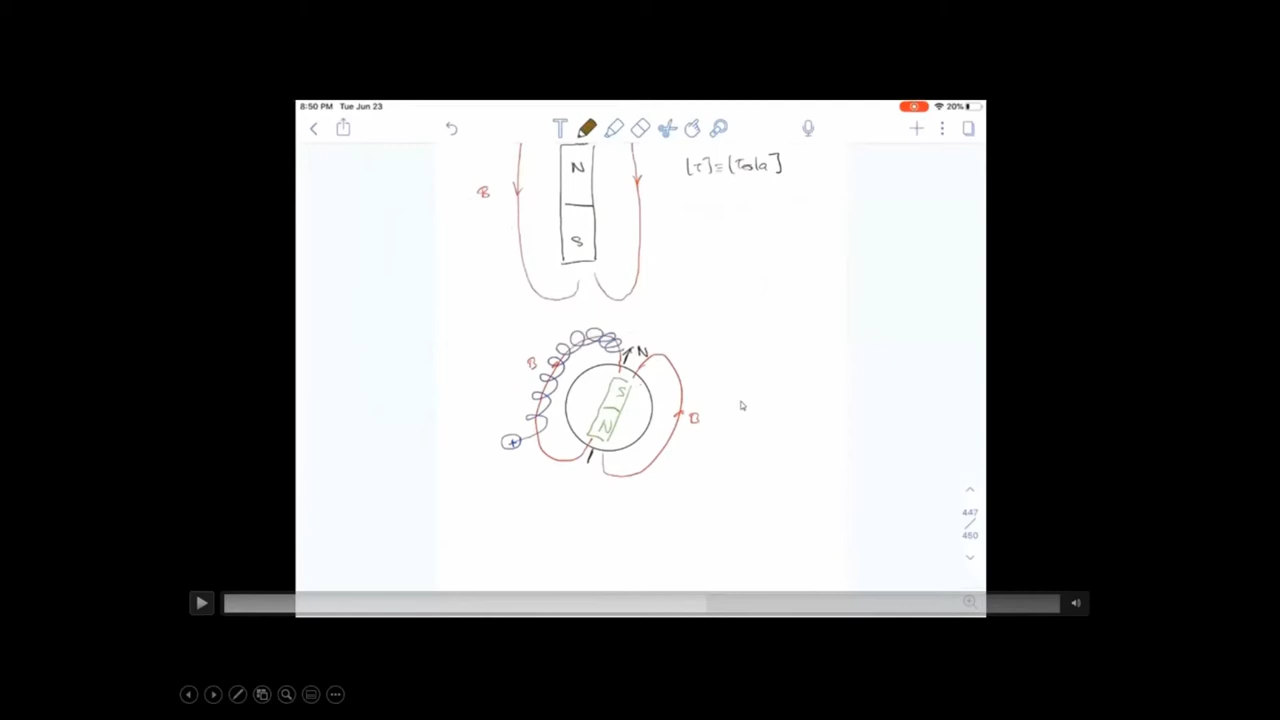 8:50 PM Tue Jun 23
20%
T
N
[T]≡[Tesla]
B
S
N
B
S
B
N
+
447
/
450